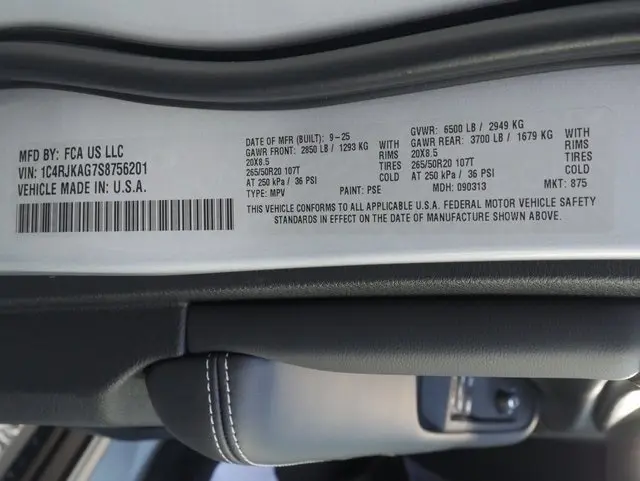 MFD BY: FCA US LLC
VIN: 1C4RJKAG7S8756201
VEHICLE MADE IN U.S.A.
DATE OF MFR (BUILT): 9-25
GAWR FRONT: 2850 LB / 1293 KG WITH
20X8.5 RIMS
265/50R20 107T TIRES
AT 250 kPa / 36 PSI COLD
TYPE: MPV PAINT: PSE
GVWR: 6500 LB / 2949 KG
GAWR REAR: 3700 LB / 1679 KG WITH
20X8.5 RIMS
265/50R20 107T TIRES
AT 250 kPa / 36 PSI COLD
MDH: 090313 MKT: 875
THIS VEHICLE CONFORMS TO ALL APPLICABLE U.S.A. FEDERAL MOTOR VEHICLE SAFETY
STANDARDS IN EFFECT ON THE DATE OF MANUFACTURE SHOWN ABOVE.